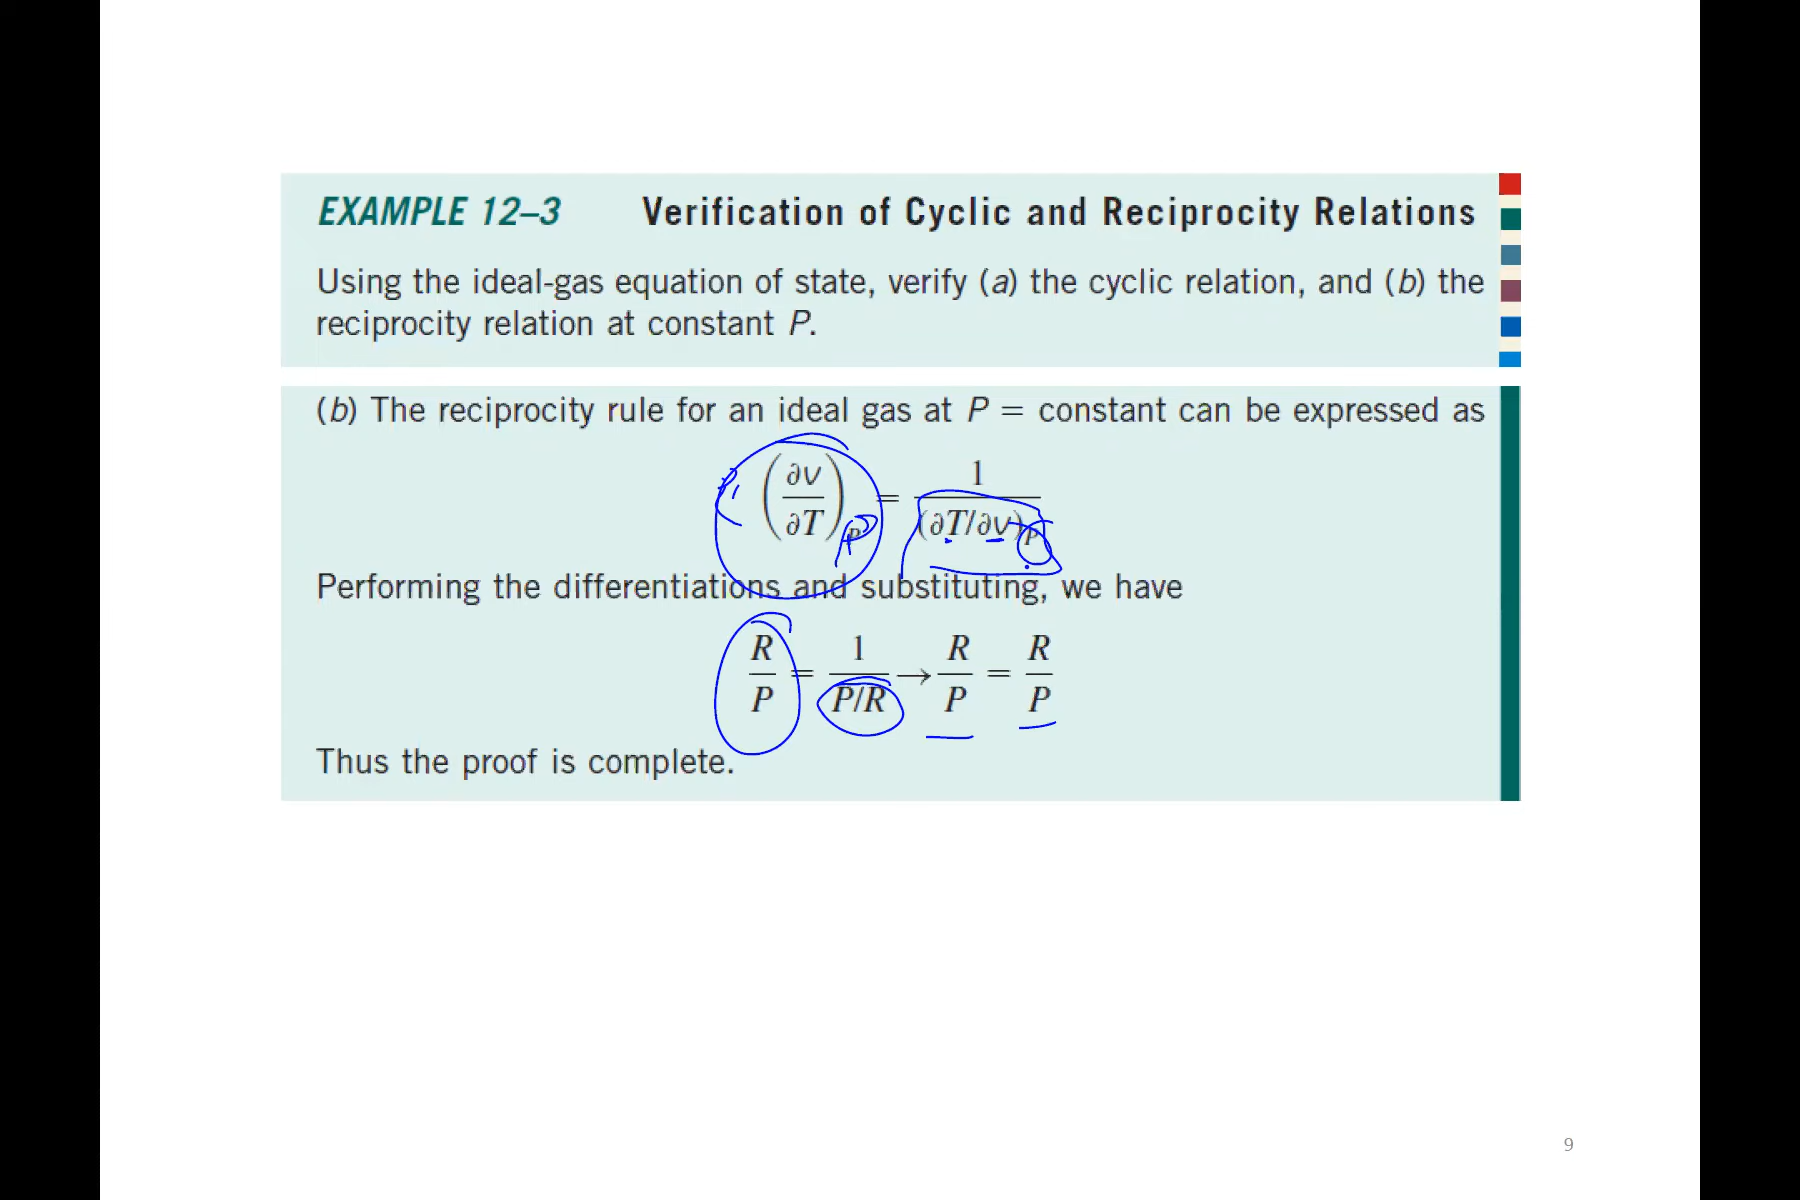 EXAMPLE 12–3 Verification of Cyclic and Reciprocity Relations
Using the ideal-gas equation of state, verify (a) the cyclic relation, and (b) the
reciprocity relation at constant P.
(b) The reciprocity rule for an ideal gas at P = constant can be expressed as
(∂v/∂T)P = 1/(∂T/∂v)P
P
Performing the differentiations and substituting, we have
R/P = 1/(P/R) → R/P = R/P
Thus the proof is complete.
9